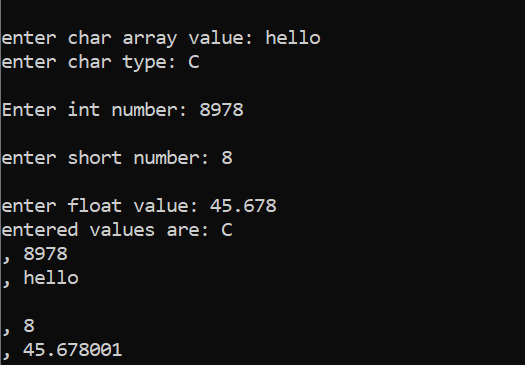 enter char array value: hello
enter char type: C
Enter int number: 8978
enter short number: 8
enter float value: 45.678
entered values are: C
, 8978
, hello
, 8
, 45.678001